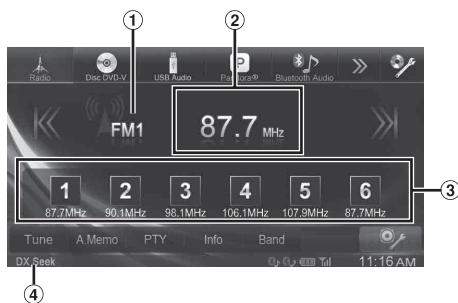 ① ②
Radio Disc DVD-V USB Audio Pandora® Bluetooth Audio
FM1 87.7 MHz
1 2 3 4 5 6 ③
87.7MHz 90.1MHz 98.1MHz 106.1MHz 107.9MHz 87.7MHz
Tune A.Memo PTY Info Band
DX Seek 11:16 AM
④